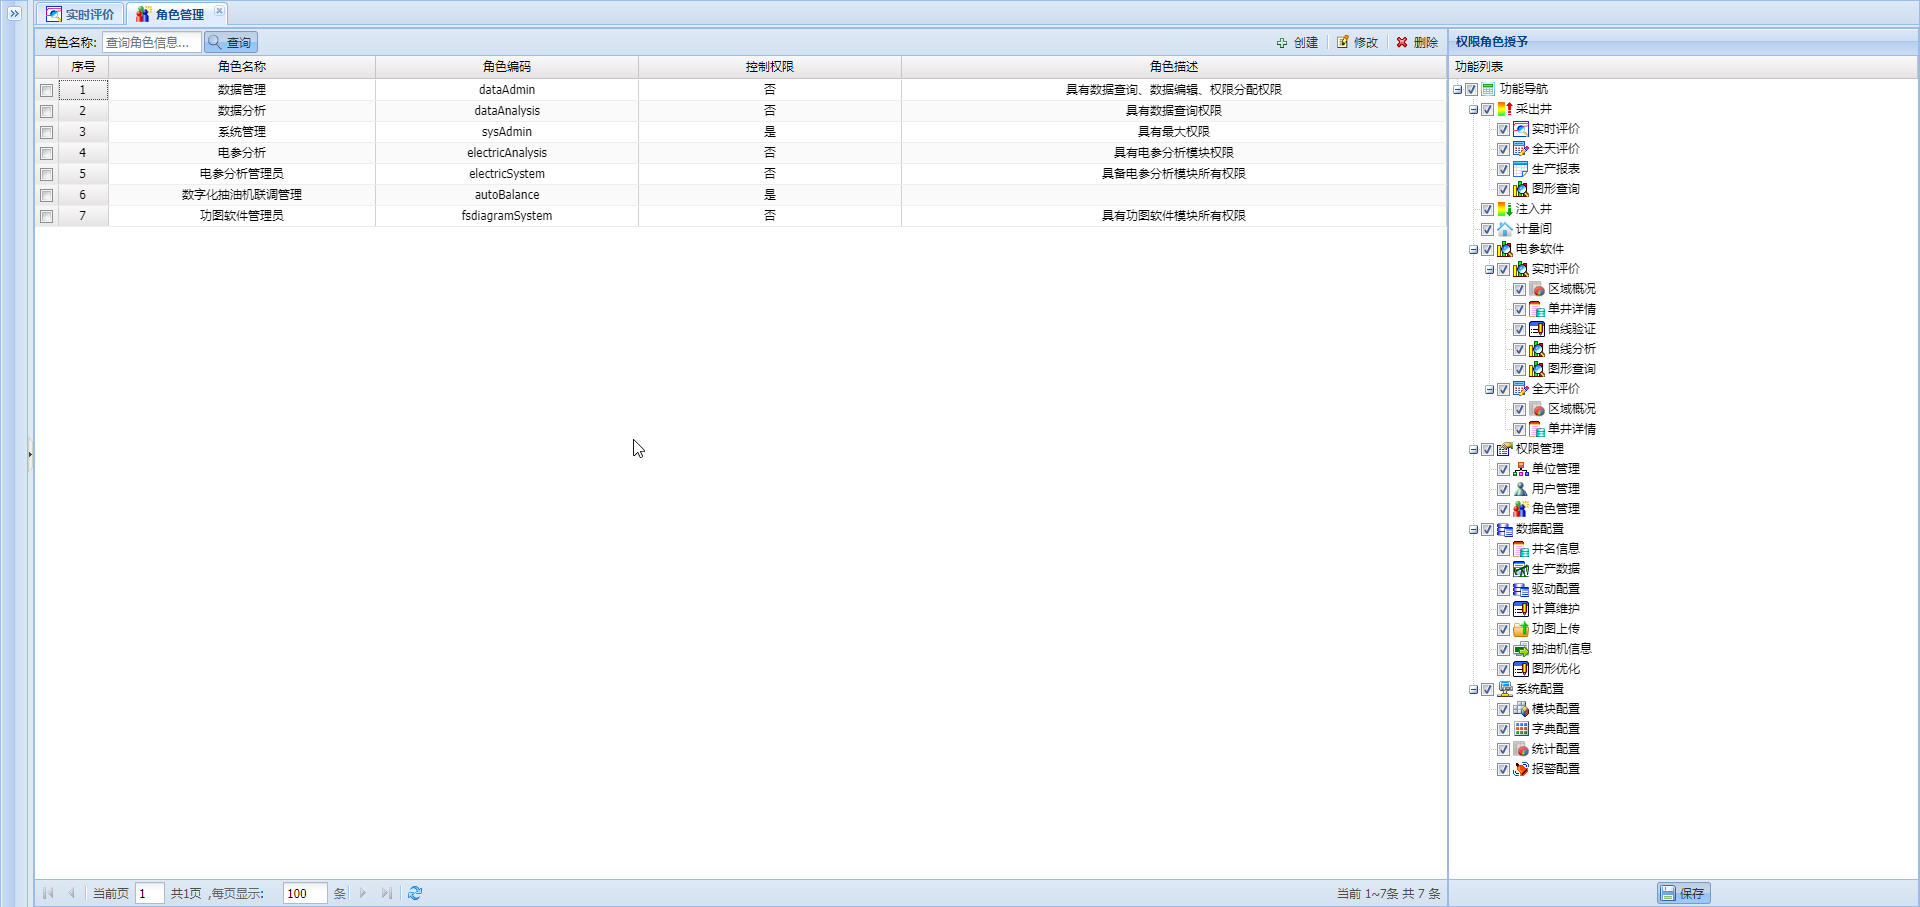 实时评价 角色管理
角色名称: 查询角色信息... 查询 创建 修改 删除
序号 角色名称 角色编码 控制权限 角色描述
1 数据管理 dataAdmin 否 具有数据查询、数据编辑、权限分配权限
2 数据分析 dataAnalysis 否 具有数据查询权限
3 系统管理 sysAdmin 是 具有最大权限
4 电参分析 electricAnalysis 否 具有电参分析模块权限
5 电参分析管理员 electricSystem 否 具备电参分析模块所有权限
6 数字化抽油机联调管理 autoBalance 是
7 功图软件管理员 fsdiagramSystem 否 具有功图软件模块所有权限
当前页 1 共1页 ,每页显示: 100 条 当前 1~7条 共 7 条
权限角色授予
功能列表
功能导航
采出井
实时评价
全天评价
生产报表
图形查询
注入井
计量间
电参软件
实时评价
区域概况
单井详情
曲线验证
曲线分析
图形查询
全天评价
区域概况
单井详情
权限管理
单位管理
用户管理
角色管理
数据配置
井名信息
生产数据
驱动配置
计算维护
功图上传
抽油机信息
图形优化
系统配置
模块配置
字典配置
统计配置
报警配置
保存